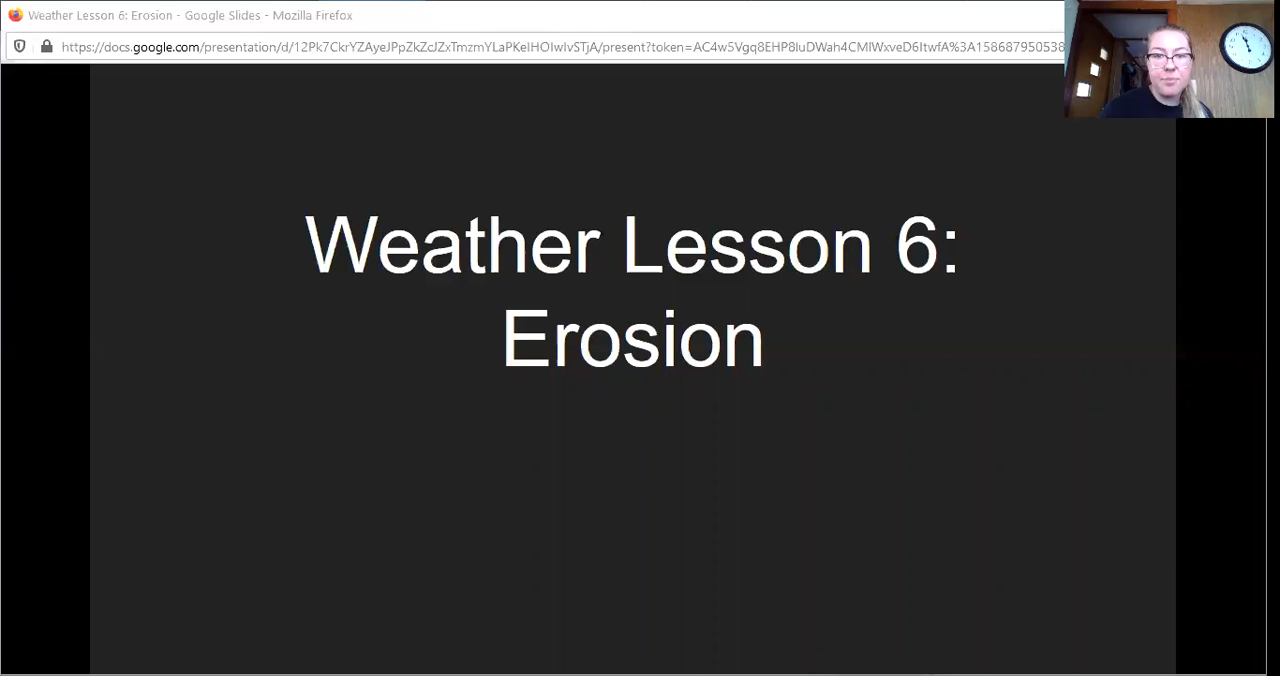 Weather Lesson 6: Erosion - Google Slides - Mozilla Firefox
https://docs.google.com/presentation/d/12Pk7CkrYZAyeJPpZkZcJZxTmzmYLaPKeIHOIwIvSTjA/present?token=AC4w5Vgq8EHP8IuDWah4CMIWxveD6ItwfA%3A158687950538
Weather Lesson 6:
Erosion